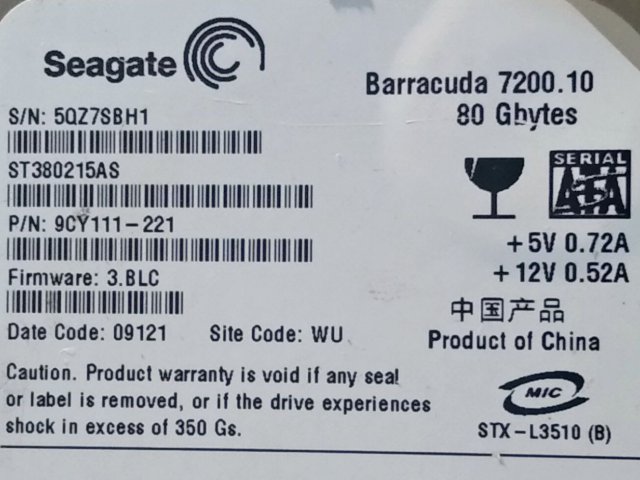 Seagate
Barracuda 7200.10
80 Gbytes
S/N: 5QZ7SBH1
ST380215AS
P/N: 9CY111-221
Firmware: 3.BLC
Date Code: 09121 Site Code: WU
SERIAL
ATA
+5V 0.72A
+12V 0.52A
中国产品
Product of China
Caution. Product warranty is void if any seal
or label is removed, or if the drive experiences
shock in excess of 350 Gs.
MIC
STX-L3510 (B)